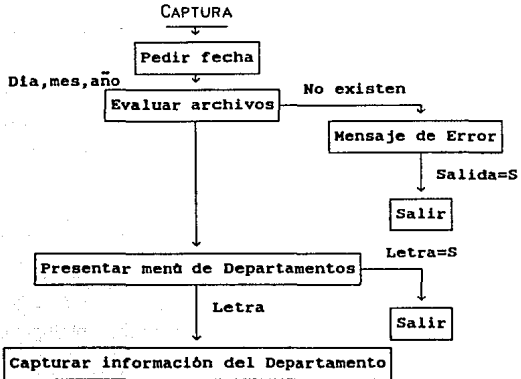 CAPTURA
Pedir fecha
Día,mes,año
Evaluar archivos
No existen
Mensaje de Error
Salida=S
Salir
Presentar menú de Departamentos
Letra=S
Letra
Salir
Capturar información del Departamento